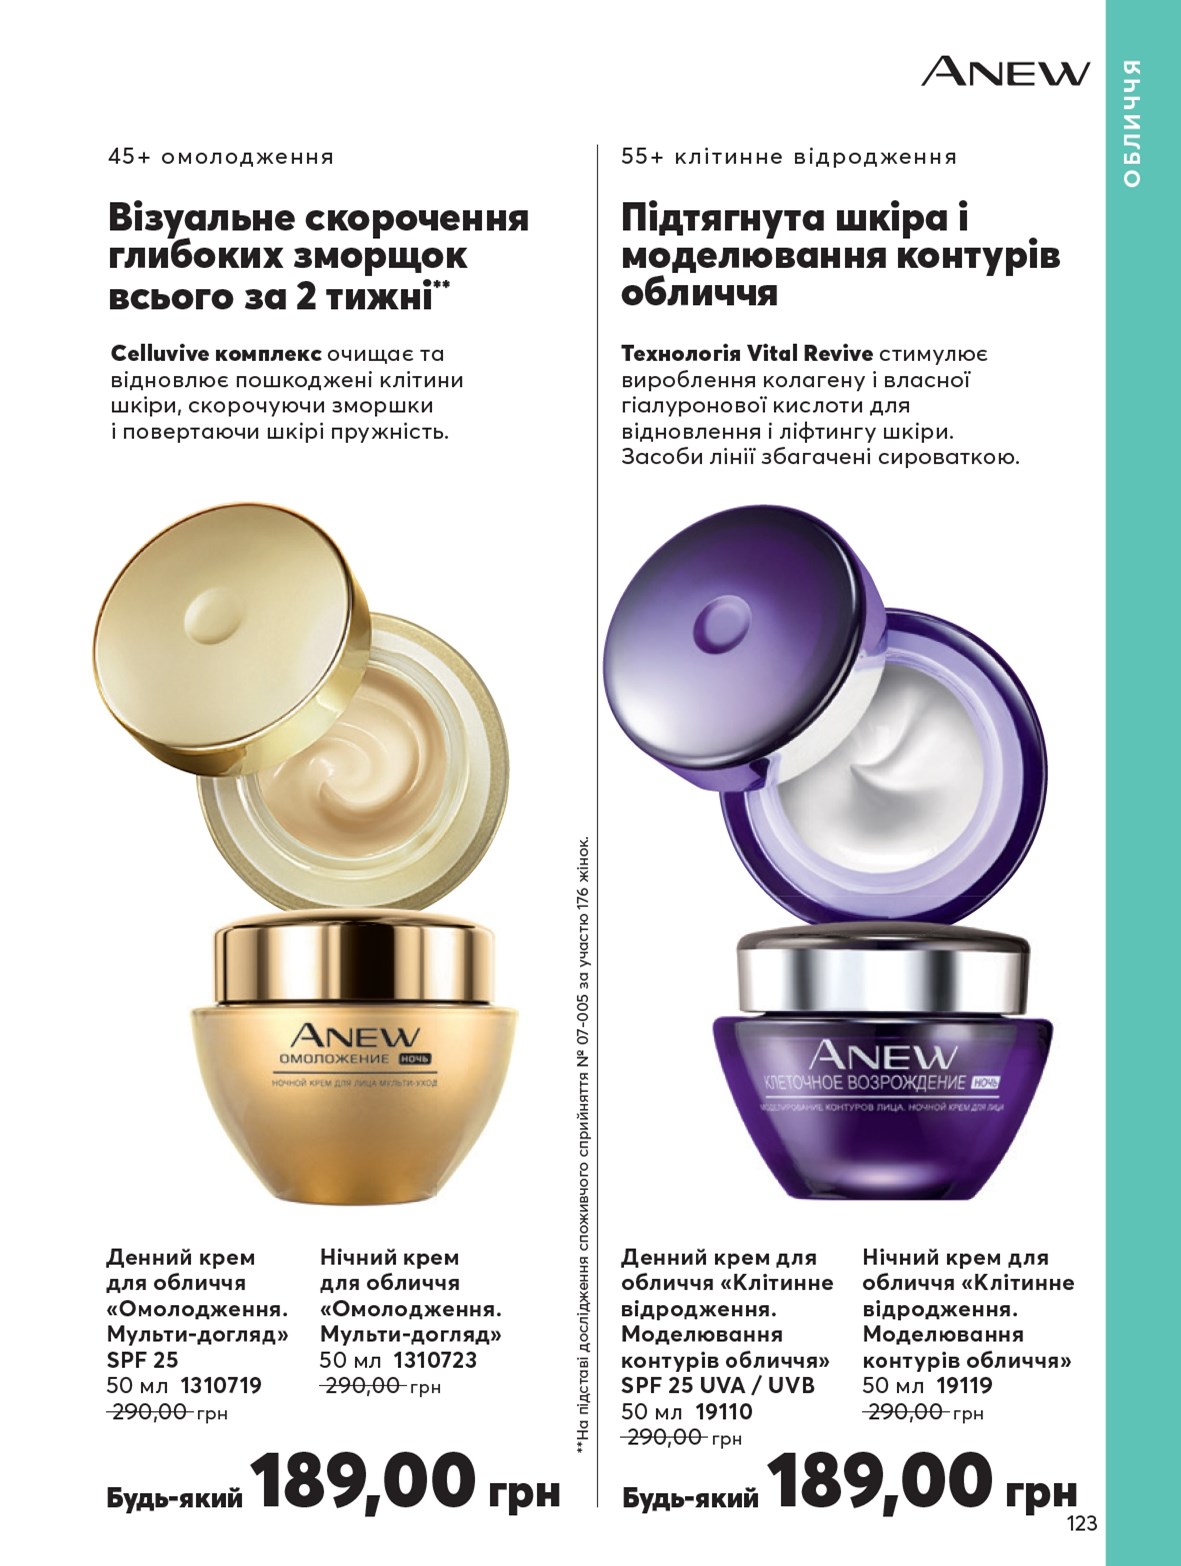 ANEW
ОБЛИЧЧЯ
45+ омолодження
Візуальне скорочення
глибоких зморщок
всього за 2 тижні**
Celluvive комплекс очищає та
відновлює пошкоджені клітини
шкіри, скорочуючи зморшки
і повертаючи шкірі пружність.
ANEW
ОМОЛОЖЕНИЕ НОЧЬ
НОЧНОЙ КРЕМ ДЛЯ ЛИЦА МУЛЬТИ-УХОД
Денний крем
для обличчя
«Омолодження.
Мульти-догляд»
SPF 25
50 мл 1310719
290,00 грн
Нічний крем
для обличчя
«Омолодження.
Мульти-догляд»
50 мл 1310723
290,00 грн
Будь-який 189,00 грн
**На підставі дослідження споживчого сприйняття № 07-005 за участю 176 жінок.
55+ клітинне відродження
Підтягнута шкіра і
моделювання контурів
обличчя
Технологія Vital Revive стимулює
вироблення колагену і власної
гіалуронової кислоти для
відновлення і ліфтингу шкіри.
Засоби лінії збагачені сироваткою.
ANEW
КЛЕТОЧНОЕ ВОЗРОЖДЕНИЕ НОЧЬ
МОДЕЛИРОВАНИЕ КОНТУРОВ ЛИЦА. НОЧНОЙ КРЕМ ДЛЯ ЛИЦА
Денний крем для
обличчя «Клітинне
відродження.
Моделювання
контурів обличчя»
SPF 25 UVA / UVB
50 мл 19110
290,00 грн
Нічний крем для
обличчя «Клітинне
відродження.
Моделювання
контурів обличчя»
50 мл 19119
290,00 грн
Будь-який 189,00 грн
123